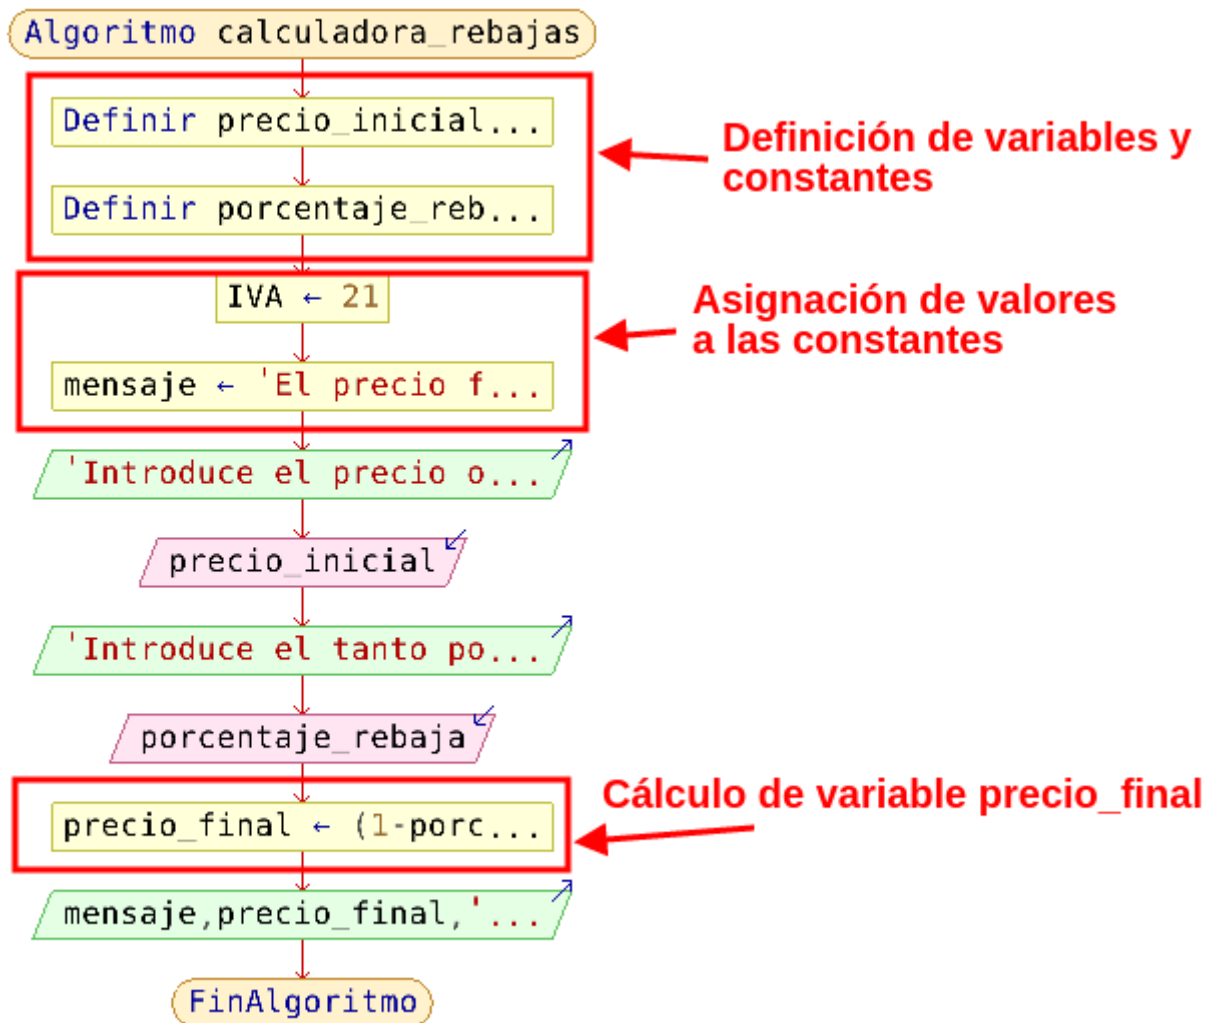 Algoritmo calculadora_rebajas
Definir precio_inicial...
Definir porcentaje_reb...
Definición de variables y
constantes
IVA ← 21
mensaje ← 'El precio f...
Asignación de valores
a las constantes
'Introduce el precio o...
precio_inicial
'Introduce el tanto po...
porcentaje_rebaja
precio_final ← (1-porc...
Cálculo de variable precio_final
mensaje,precio_final,'...
FinAlgoritmo